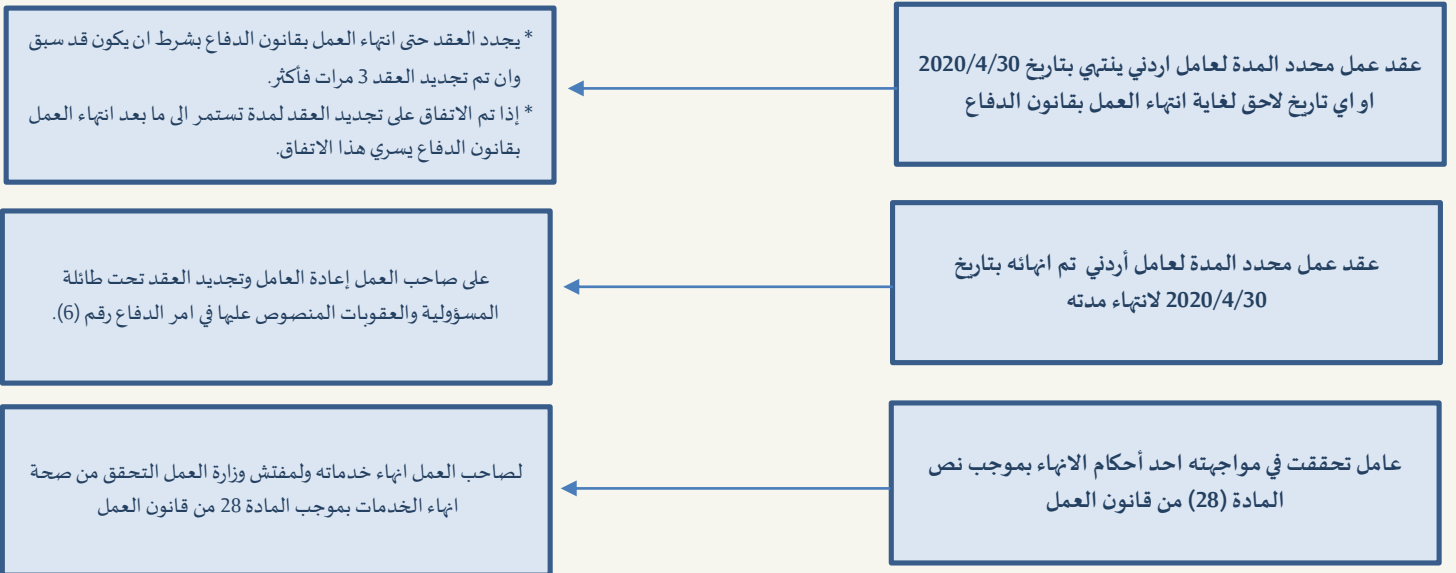 عقد عمل محدد المدة لعامل اردني ينتهي بتاريخ 2020/4/30
او اي تاريخ لاحق لغاية انتهاء العمل بقانون الدفاع
* يجدد العقد حتى انتهاء العمل بقانون الدفاع بشرط ان يكون قد سبق
وان تم تجديد العقد 3 مرات فأكثر.
* إذا تم الاتفاق على تجديد العقد لمدة تستمر الى ما بعد انتهاء العمل
بقانون الدفاع يسري هذا الاتفاق.
عقد عمل محدد المدة لعامل أردني تم انهائه بتاريخ
2020/4/30 لانتهاء مدته
على صاحب العمل إعادة العامل وتجديد العقد تحت طائلة
المسؤولية والعقوبات المنصوص عليها في امر الدفاع رقم (6).
عامل تحققت في مواجهته احد أحكام الانهاء بموجب نص
المادة (28) من قانون العمل
لصاحب العمل انهاء خدماته ولمفتش وزارة العمل التحقق من صحة
انهاء الخدمات بموجب المادة 28 من قانون العمل